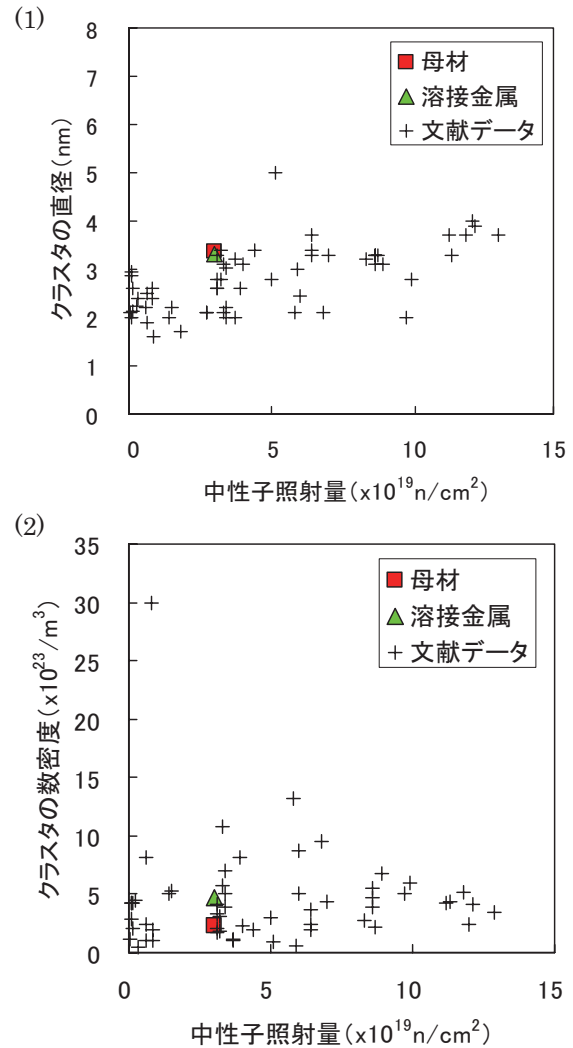 (1)
8
7
6
5
4
3
2
1
0
クラスタの直径(nm)
母材
溶接金属
文献データ
0 5 10 15
中性子照射量(x10¹⁹n/cm²)
(2)
35
30
25
20
15
10
5
0
クラスタの数密度(x10²³/m³)
母材
溶接金属
文献データ
0 5 10 15
中性子照射量(x10¹⁹n/cm²)